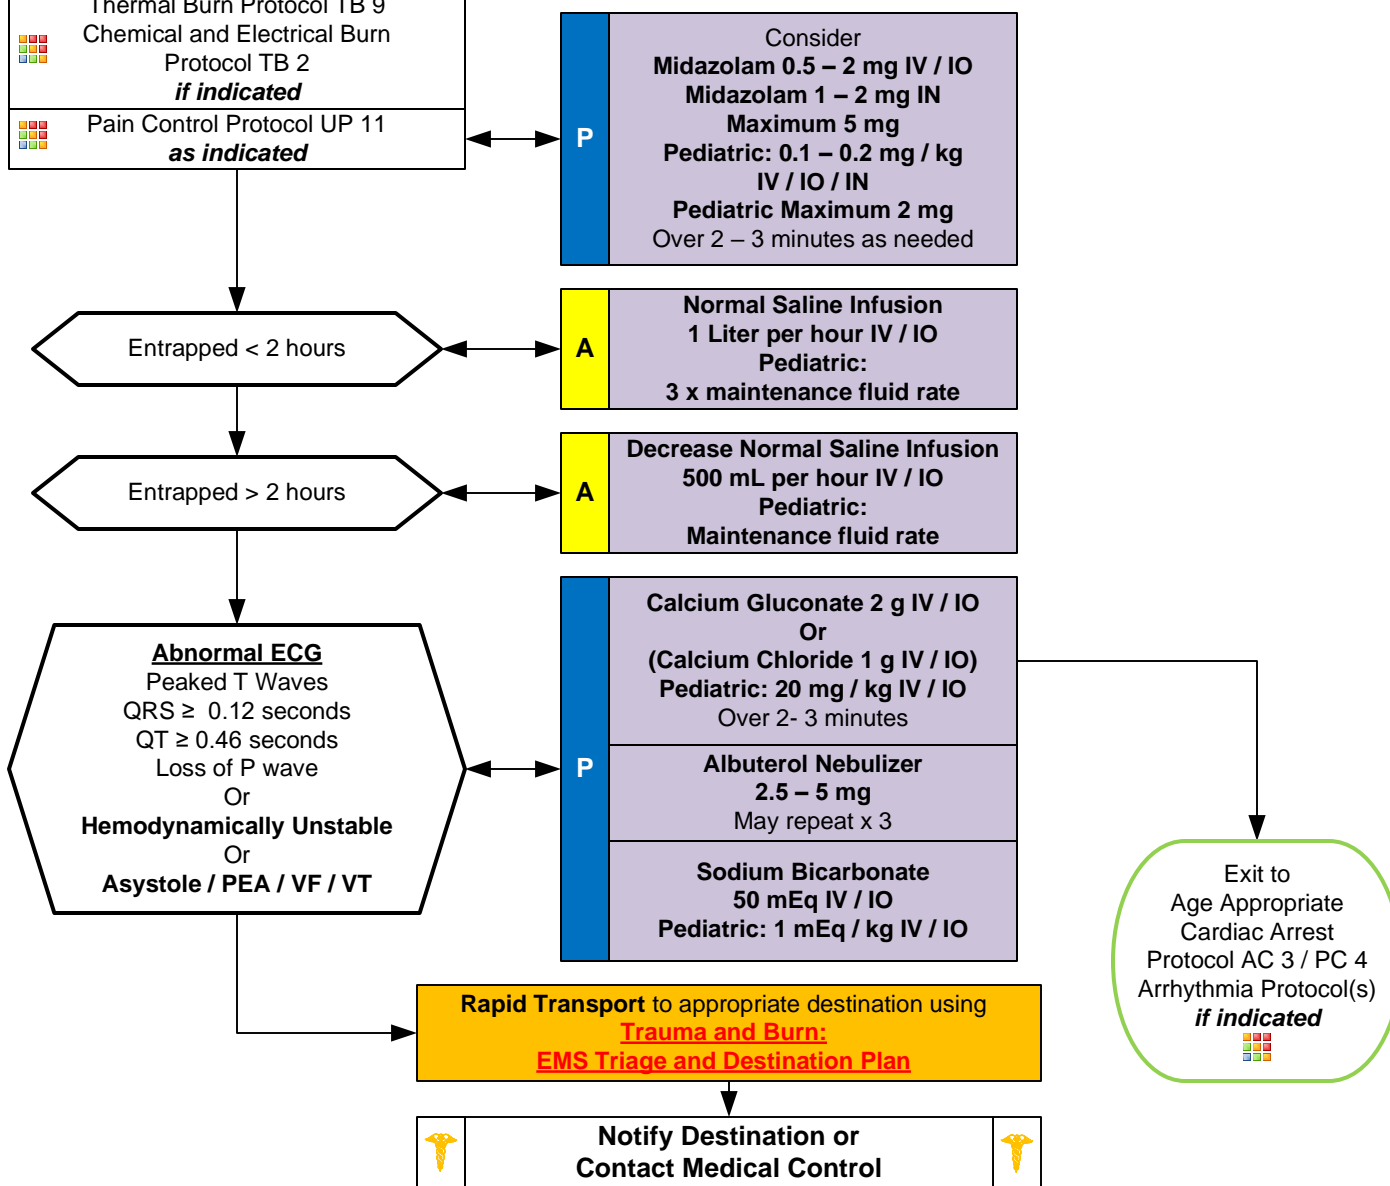 Thermal Burn Protocol TB 9
Chemical and Electrical Burn
Protocol TB 2
if indicated
Pain Control Protocol UP 11
as indicated
P
Consider
Midazolam 0.5 – 2 mg IV / IO
Midazolam 1 – 2 mg IN
Maximum 5 mg
Pediatric: 0.1 – 0.2 mg / kg
IV / IO / IN
Pediatric Maximum 2 mg
Over 2 – 3 minutes as needed
Entrapped < 2 hours
A
Normal Saline Infusion
1 Liter per hour IV / IO
Pediatric:
3 x maintenance fluid rate
Entrapped > 2 hours
A
Decrease Normal Saline Infusion
500 mL per hour IV / IO
Pediatric:
Maintenance fluid rate
Abnormal ECG
Peaked T Waves
QRS ≥ 0.12 seconds
QT ≥ 0.46 seconds
Loss of P wave
Or
Hemodynamically Unstable
Or
Asystole / PEA / VF / VT
P
Calcium Gluconate 2 g IV / IO
Or
(Calcium Chloride 1 g IV / IO)
Pediatric: 20 mg / kg IV / IO
Over 2- 3 minutes
Albuterol Nebulizer
2.5 – 5 mg
May repeat x 3
Sodium Bicarbonate
50 mEq IV / IO
Pediatric: 1 mEq / kg IV / IO
Exit to
Age Appropriate
Cardiac Arrest
Protocol AC 3 / PC 4
Arrhythmia Protocol(s)
if indicated
Rapid Transport to appropriate destination using
Trauma and Burn:
EMS Triage and Destination Plan
Notify Destination or
Contact Medical Control